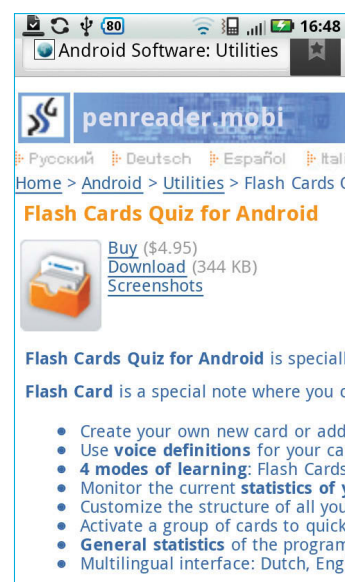 80 16:48
Android Software: Utilities
penreader.mobi
Русский Deutsch Español Ital
Home > Android > Utilities > Flash Cards
Flash Cards Quiz for Android
Buy ($4.95)
Download (344 KB)
Screenshots
Flash Cards Quiz for Android is speciall
Flash Card is a special note where you
Create your own new card or add
Use voice definitions for your ca
4 modes of learning: Flash Cards
Monitor the current statistics of
Customize the structure of all you
Activate a group of cards to quick
General statistics of the program
Multilingual interface: Dutch, Eng